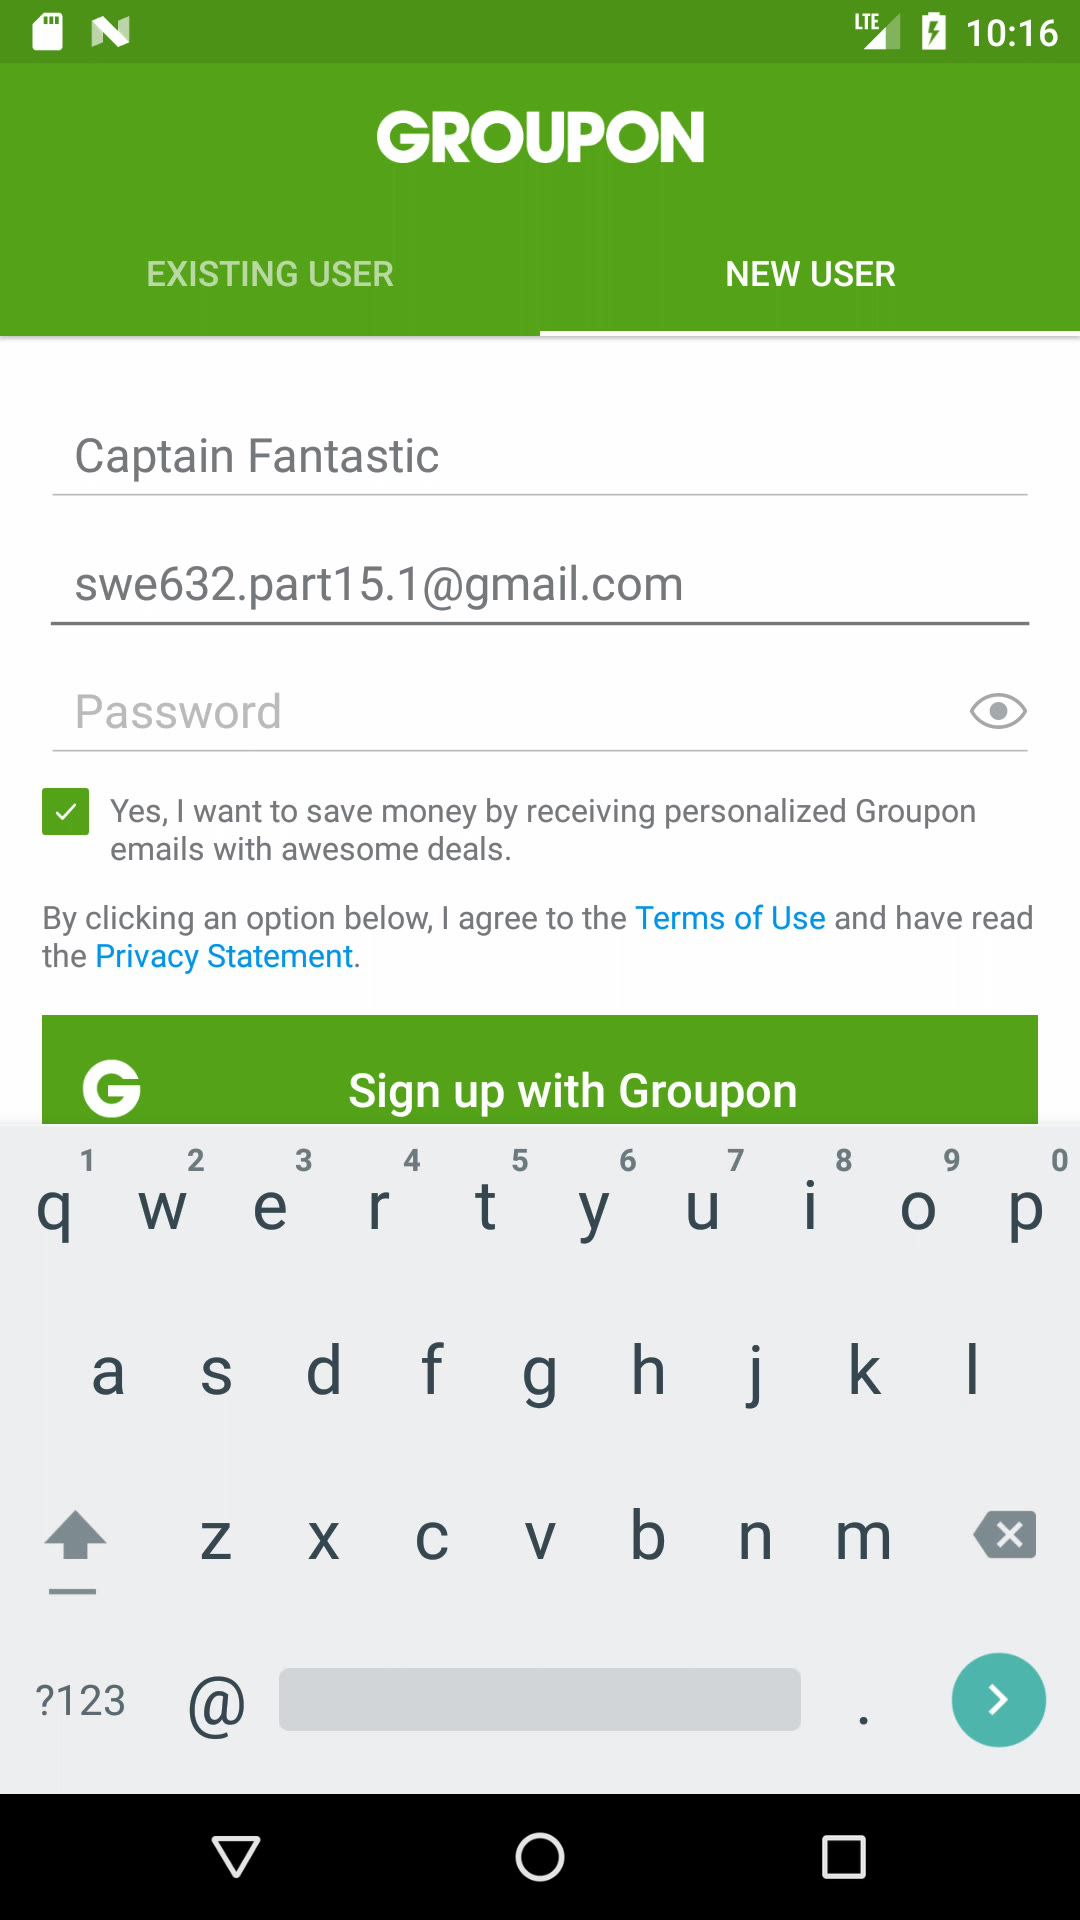 LTE 10:16
GROUPON
EXISTING USER NEW USER
Captain Fantastic
swe632.part15.1@gmail.com
Password
Yes, I want to save money by receiving personalized Groupon
emails with awesome deals.
By clicking an option below, I agree to the Terms of Use and have read
the Privacy Statement.
G Sign up with Groupon
1 2 3 4 5 6 7 8 9 0
q w e r t y u i o p
a s d f g h j k l
z x c v b n m
?123 @ .